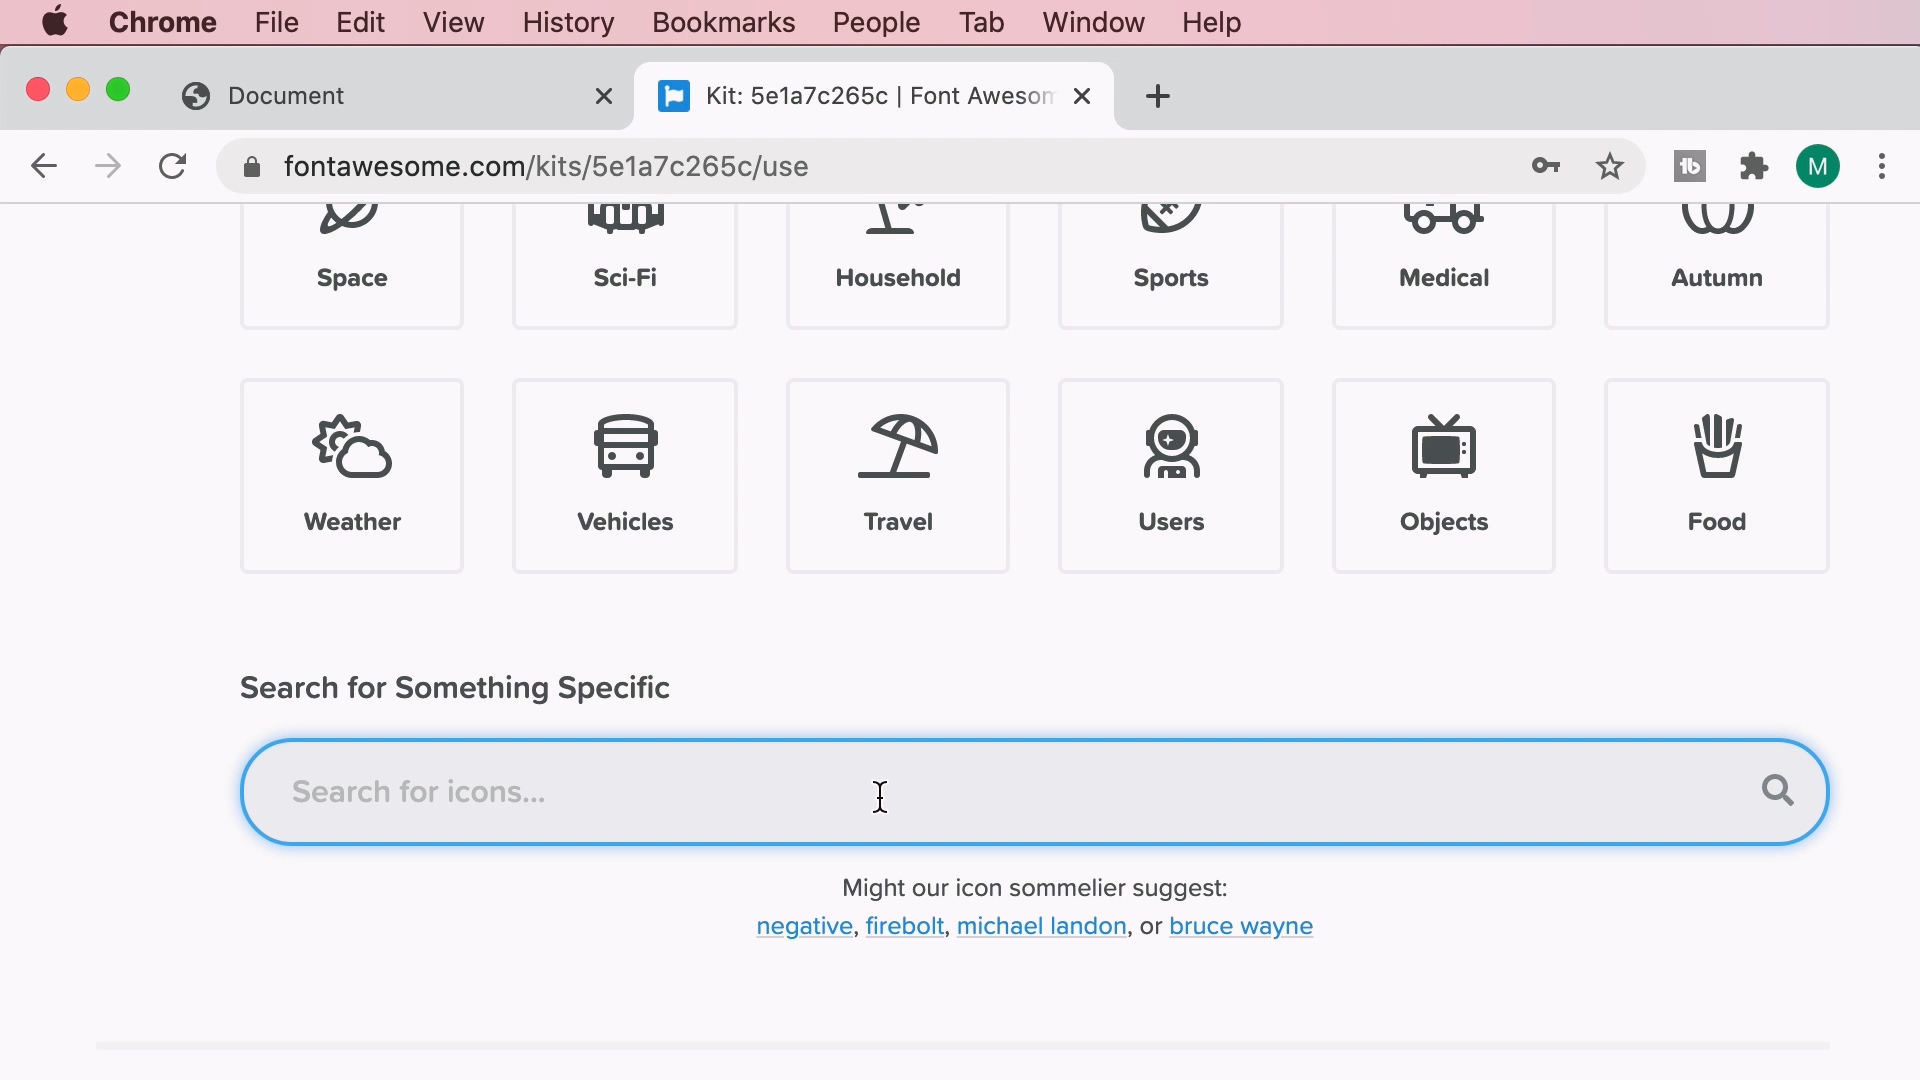 Chrome File Edit View History Bookmarks People Tab Window Help
Document
Kit: 5e1a7c265c | Font Awesom
fontawesome.com/kits/5e1a7c265c/use
M
Space Sci-Fi Household Sports Medical Autumn
Weather Vehicles Travel Users Objects Food
Search for Something Specific
Search for icons...
Might our icon sommelier suggest:
negative, firebolt, michael landon, or bruce wayne